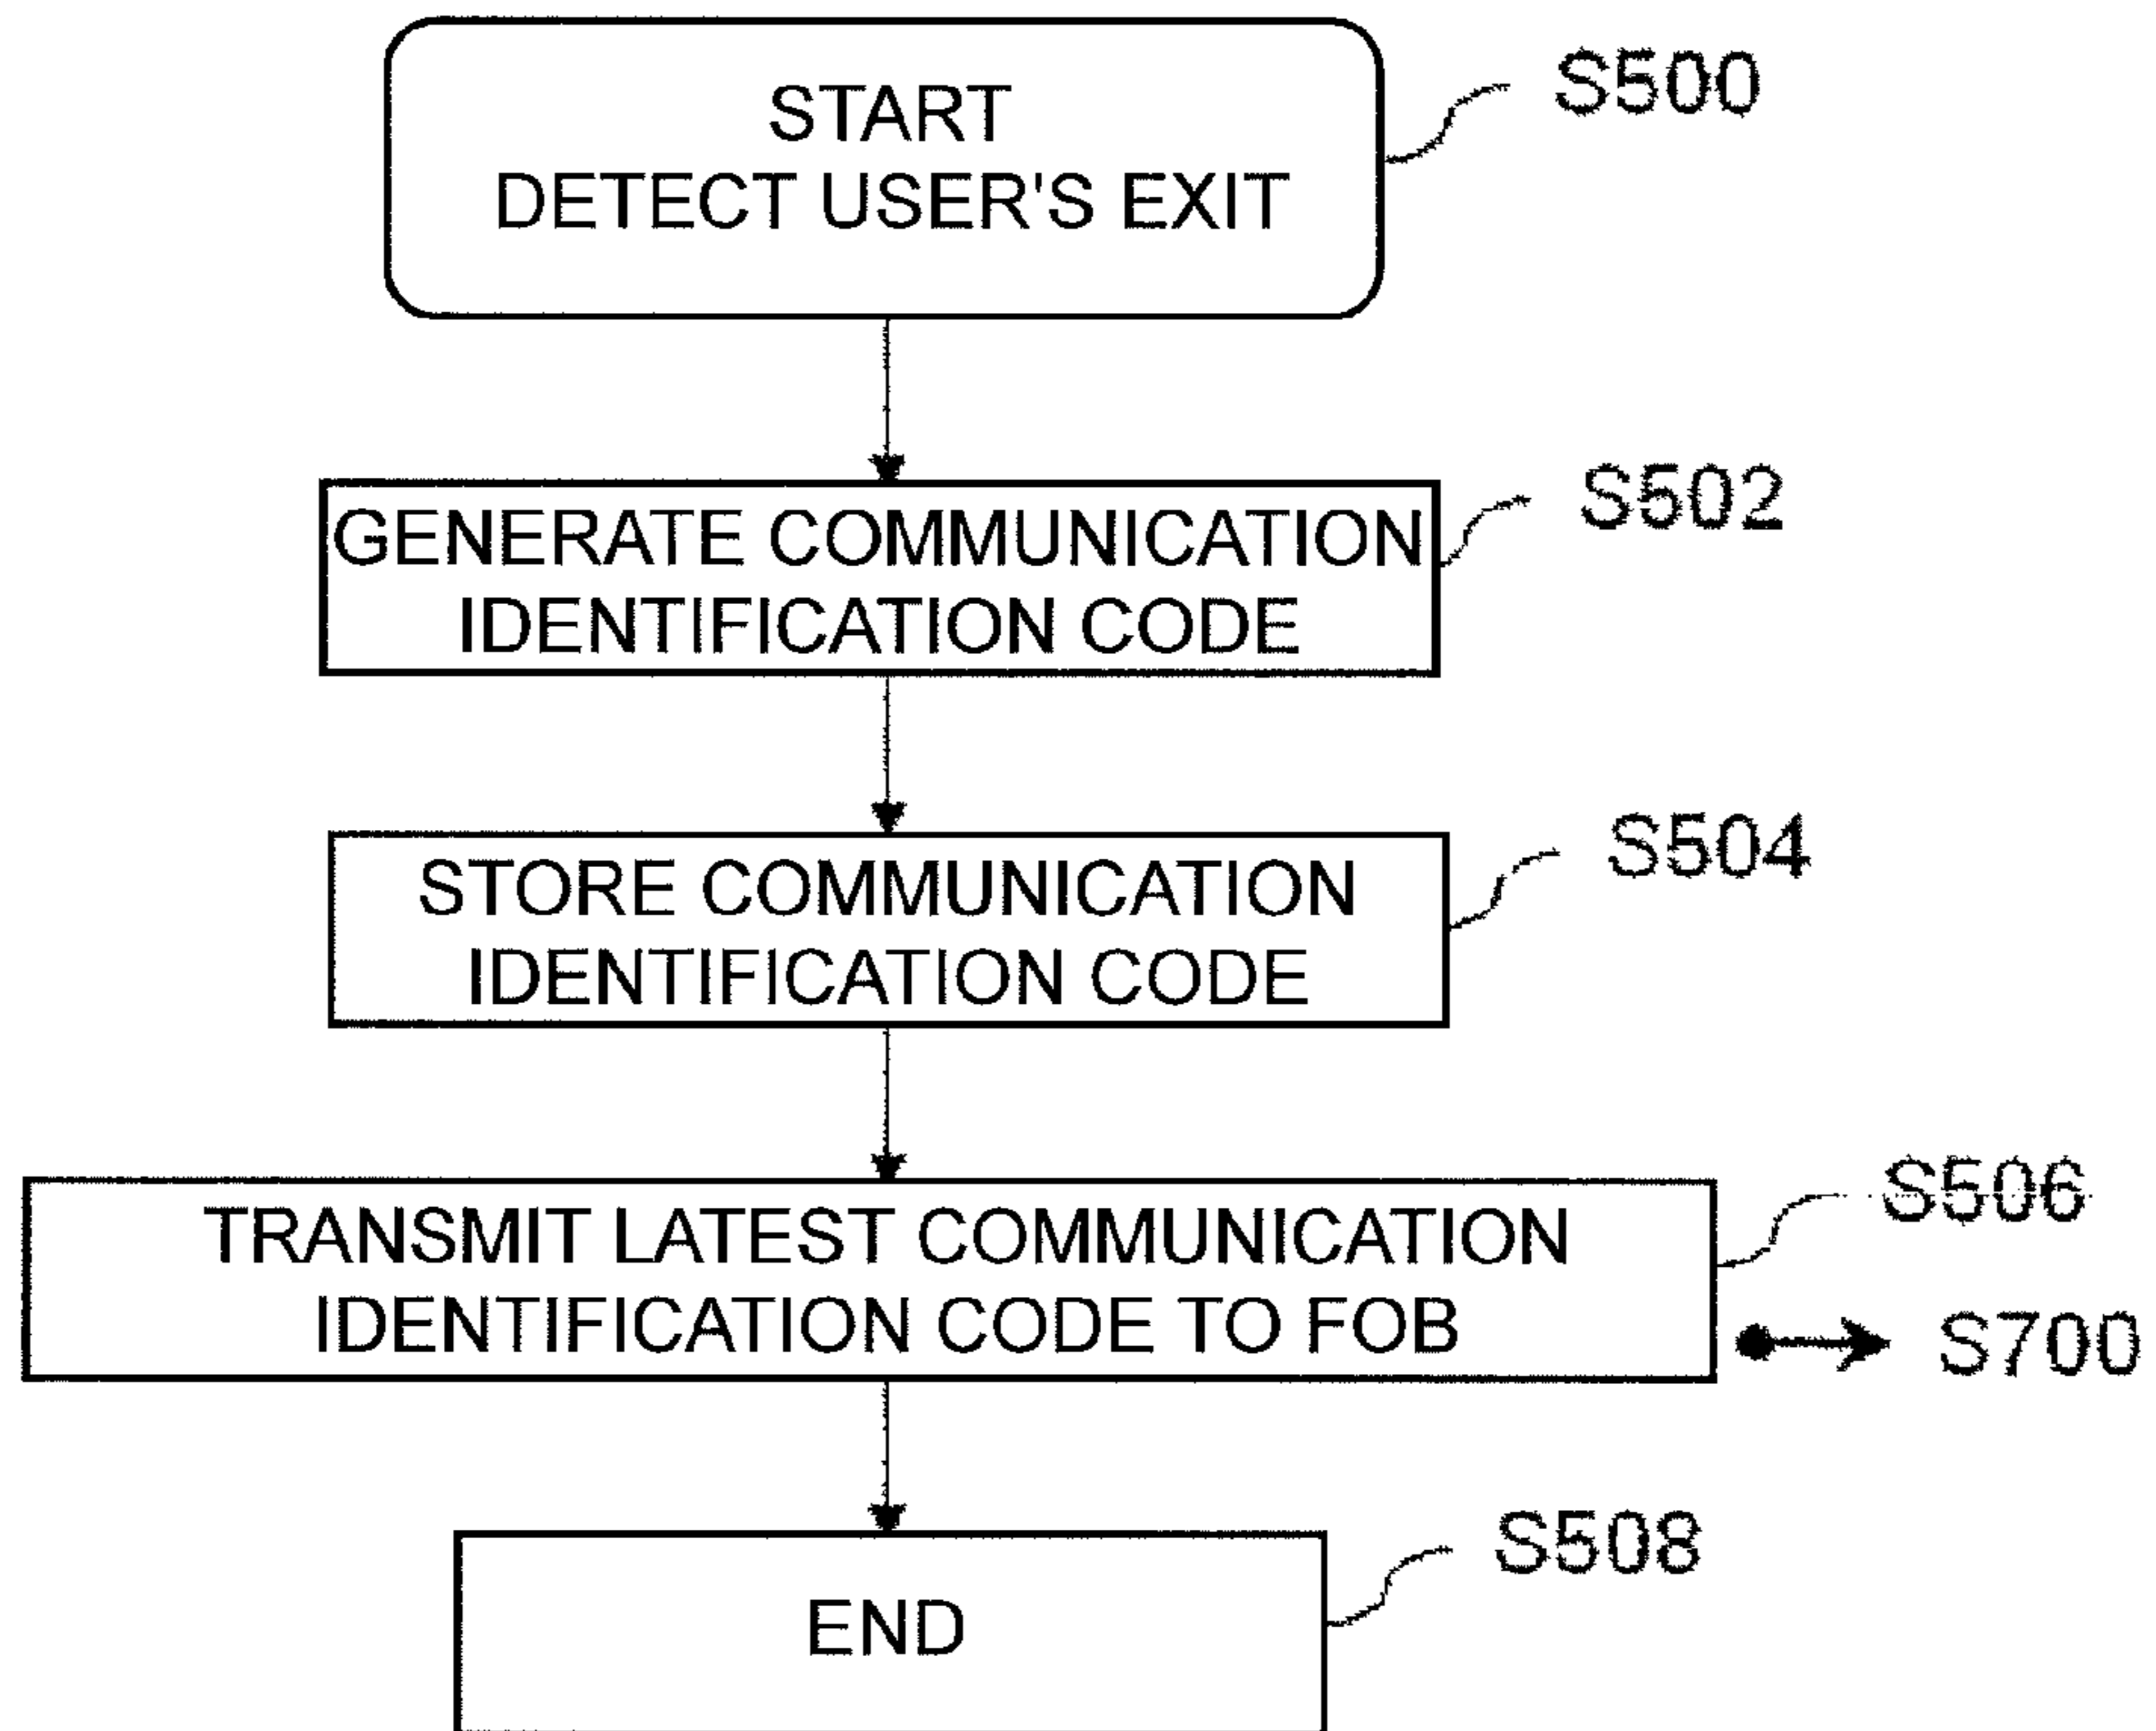 START
DETECT USER'S EXIT
S500
GENERATE COMMUNICATION
IDENTIFICATION CODE
S502
STORE COMMUNICATION
IDENTIFICATION CODE
S504
TRANSMIT LATEST COMMUNICATION
IDENTIFICATION CODE TO FOB
S506
S700
END
S508